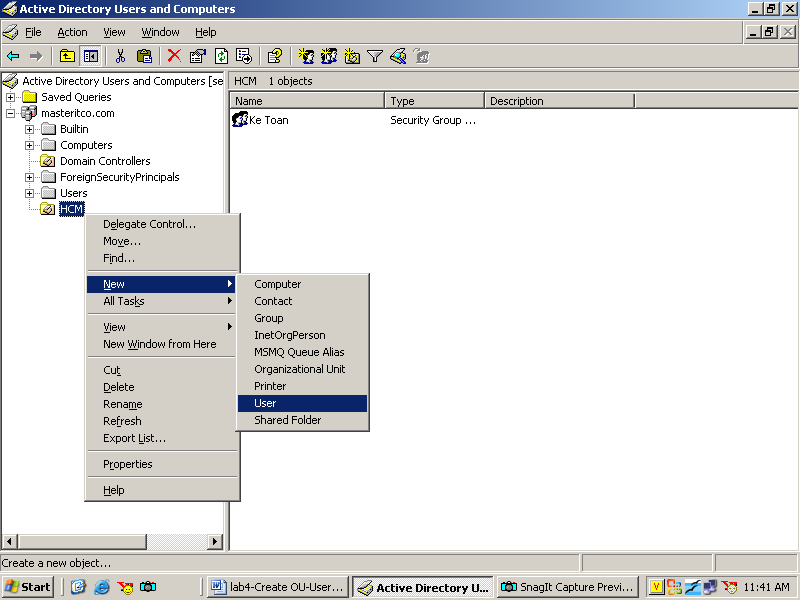 Active Directory Users and Computers
File Action View Window Help
Active Directory Users and Computers [se
Saved Queries
masteritco.com
Builtin
Computers
Domain Controllers
ForeignSecurityPrincipals
Users
HCM
HCM 1 objects
Name Type Description
Ke Toan Security Group ...
Delegate Control...
Move...
Find...
New
All Tasks
View
New Window from Here
Cut
Delete
Rename
Refresh
Export List...
Properties
Help
Computer
Contact
Group
InetOrgPerson
MSMQ Queue Alias
Organizational Unit
Printer
User
Shared Folder
Create a new object...
Start lab4-Create OU-User... Active Directory U... SnagIt Capture Previ... V 11:41 AM